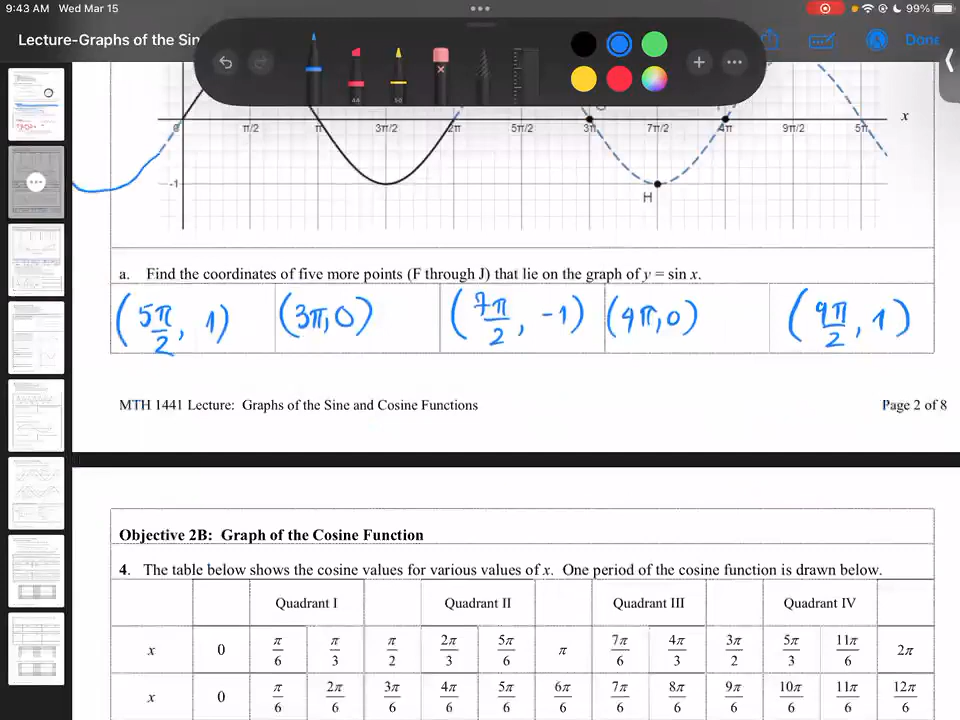 9:43 AM Wed Mar 15 99%
Lecture-Graphs of the Sin Done
0 π/2 π 3π/2 2π 5π/2 3π 7π/2 4π 9π/2 5π x
-1
H
a. Find the coordinates of five more points (F through J) that lie on the graph of y = sin x.
(5π/2, 1) (3π, 0) (7π/2, -1) (4π, 0) (9π/2, 1)
MTH 1441 Lecture: Graphs of the Sine and Cosine Functions Page 2 of 8
Objective 2B: Graph of the Cosine Function
4. The table below shows the cosine values for various values of x. One period of the cosine function is drawn below.
Quadrant I Quadrant II Quadrant III Quadrant IV
x 0 π/6 π/3 π/2 2π/3 5π/6 π 7π/6 4π/3 3π/2 5π/3 11π/6 2π
x 0 π/6 2π/6 3π/6 4π/6 5π/6 6π/6 7π/6 8π/6 9π/6 10π/6 11π/6 12π/6